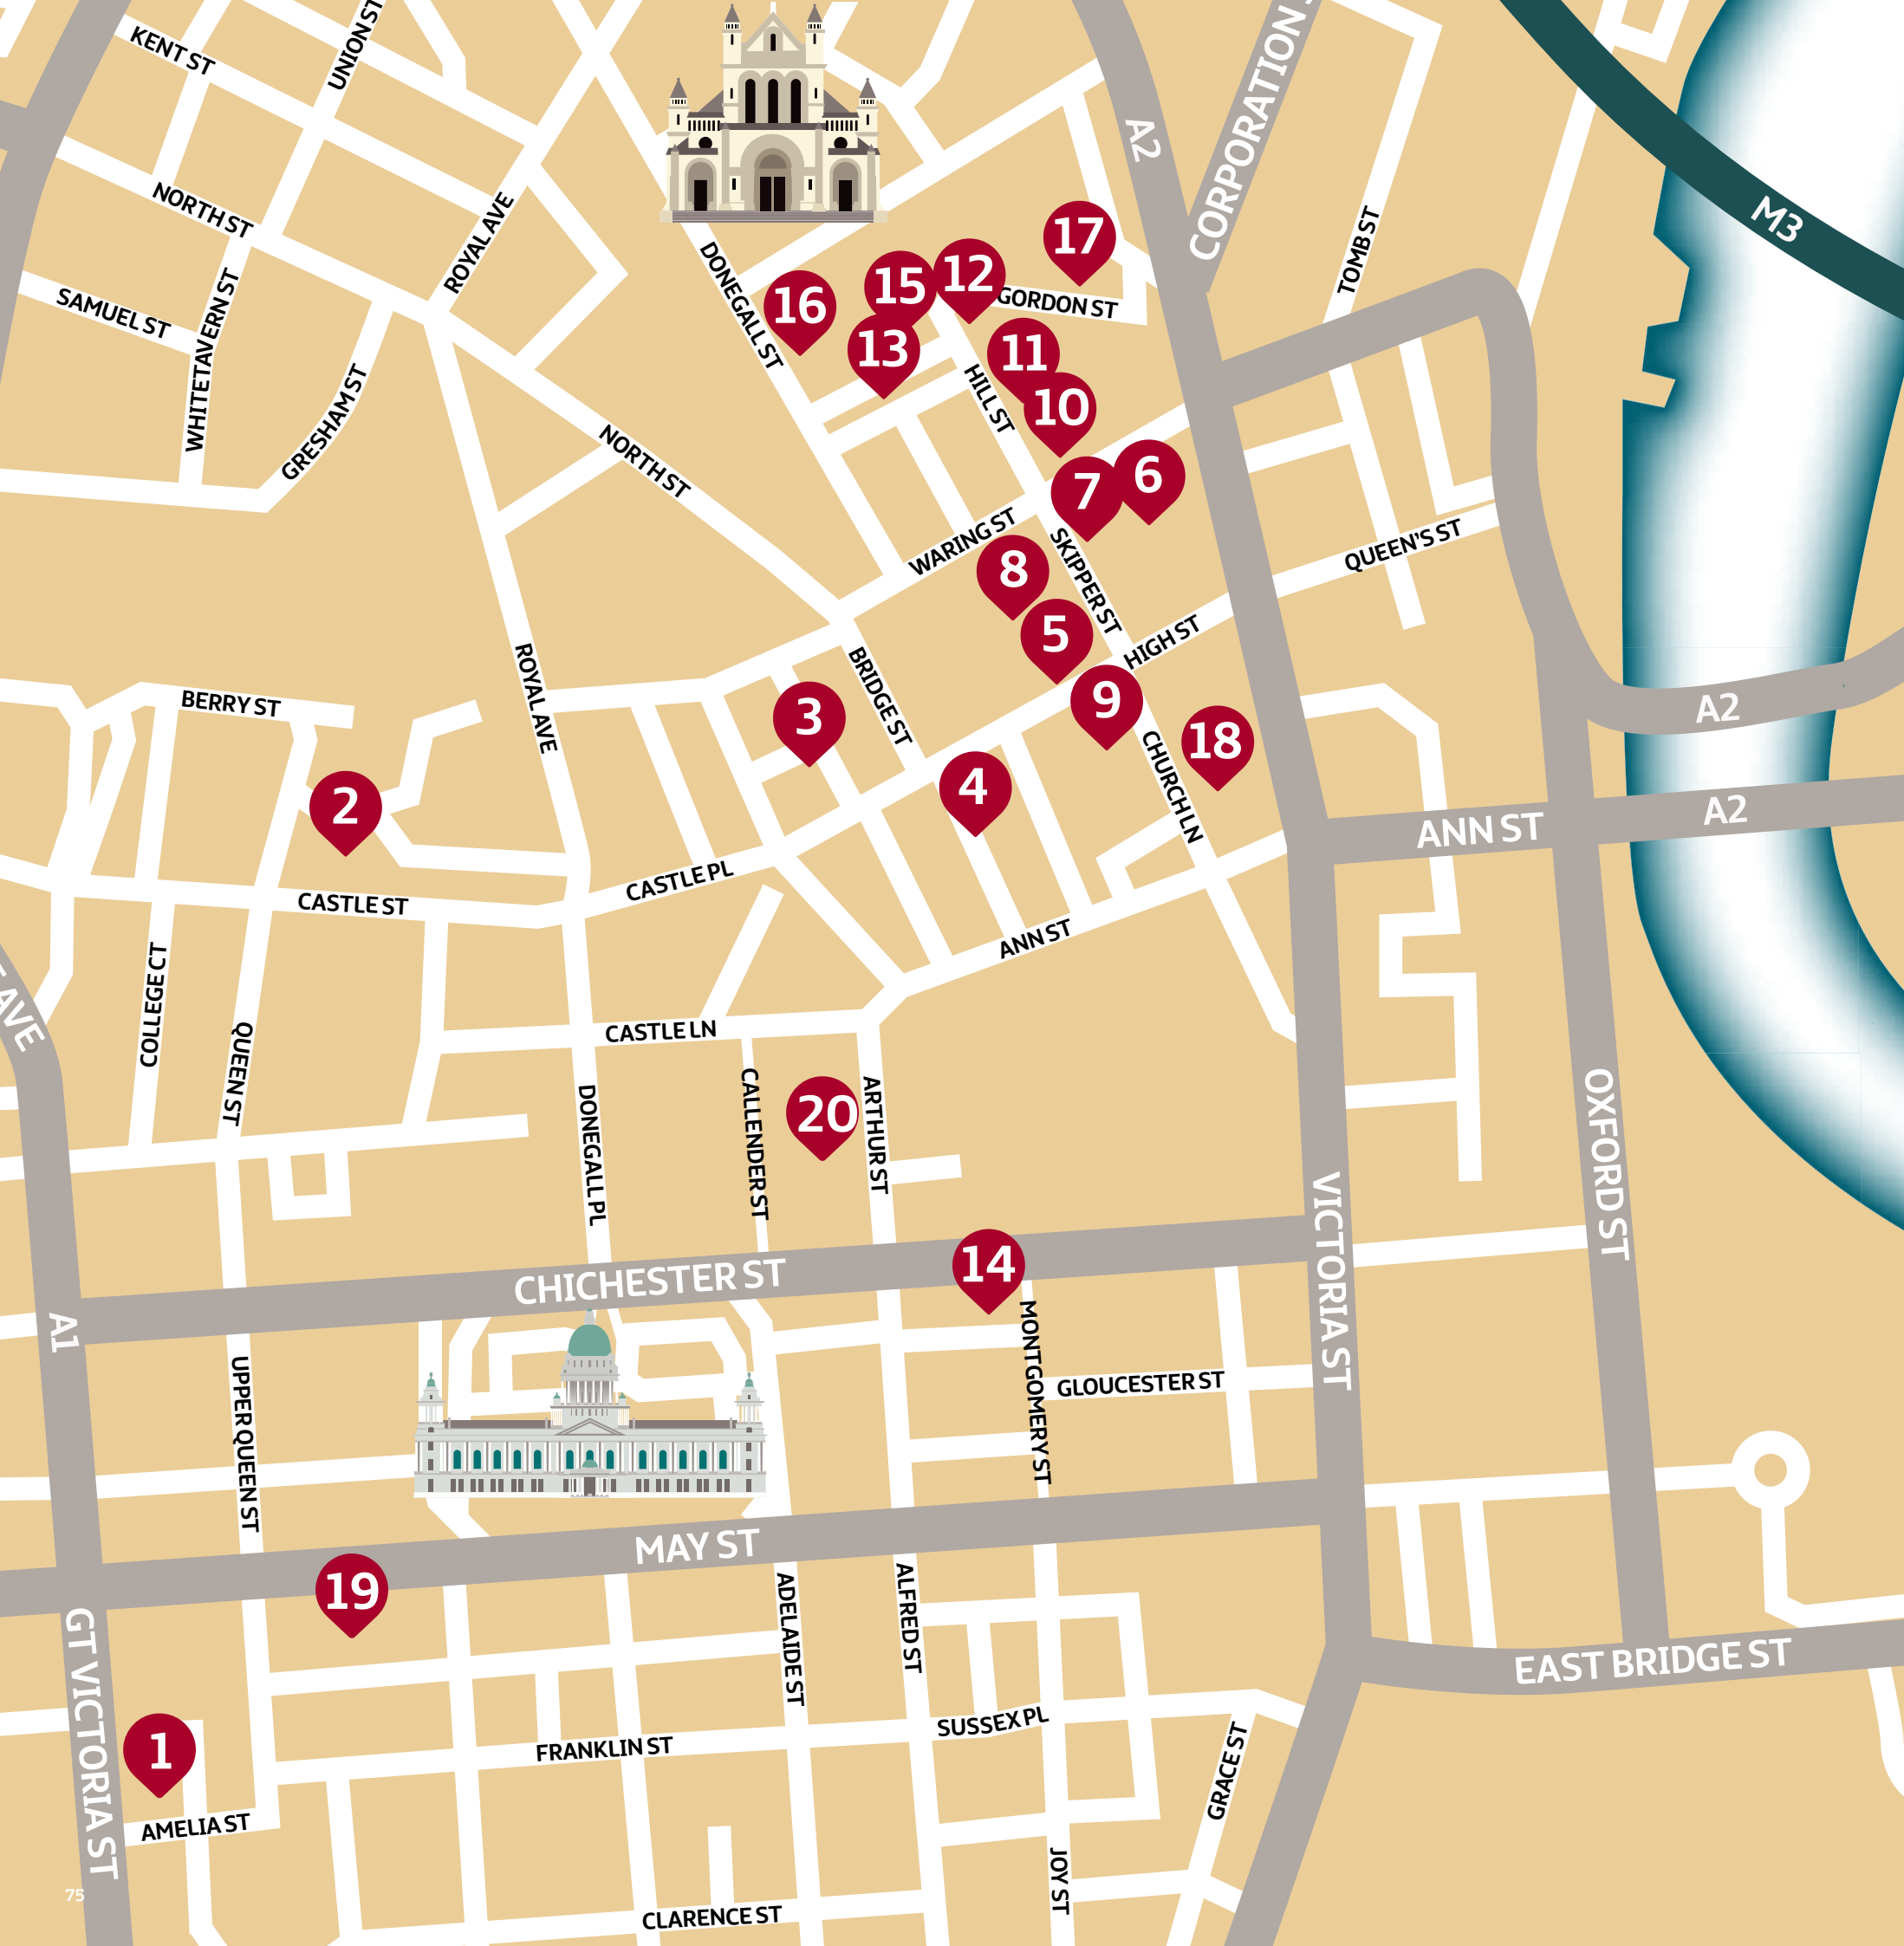 KENT ST
UNION ST
A2
CORPORATION
M3
NORTH ST
ROYAL AVE
TOMB ST
DONEGALL ST
17
12
15
16
GORDON ST
SAMUEL ST
WHITETAVERN ST
13
11
HILL ST
10
GRESHAM ST
NORTH ST
6
7
WARING ST
SKIPPER ST
QUEEN'S ST
8
5
HIGH ST
BRIDGE ST
ROYAL AVE
BERRY ST
3
9
A2
18
CHURCH LN
2
4
A2
ANN ST
CASTLE PL
CASTLE ST
ANN ST
COLLEGE CT
AVE
QUEEN ST
CASTLE LN
CALLENDER ST
20
ARTHUR ST
DONEGALL PL
OXFORD ST
VICTORIA ST
14
CHICHESTER ST
A1
MONTGOMERY ST
GLOUCESTER ST
UPPER QUEEN ST
MAY ST
19
ADELAIDE ST
ALFRED ST
EAST BRIDGE ST
GT VICTORIA ST
1
SUSSEX PL
FRANKLIN ST
GRACE ST
AMELIA ST
JOY ST
75
CLARENCE ST